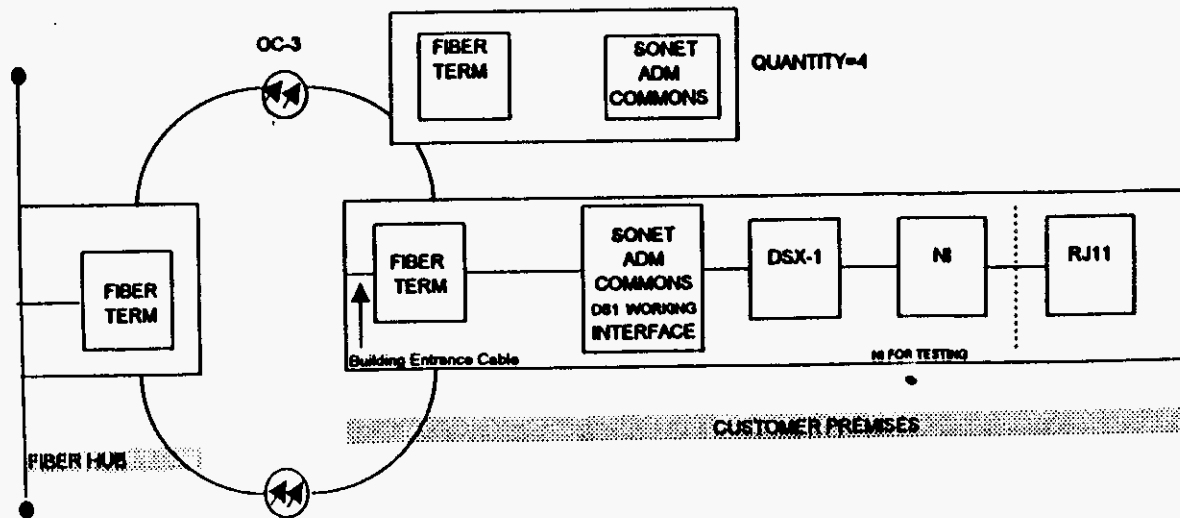 OC-3
FIBER
TERM
SONET
ADM
COMMONS
QUANTITY=4
FIBER
TERM
FIBER
TERM
SONET
ADM
COMMONS
DS1 WORKING
INTERFACE
DSX-1
NI
RJ11
Building Entrance Cable
NI FOR TESTING
CUSTOMER PREMISES
FIBER HUB